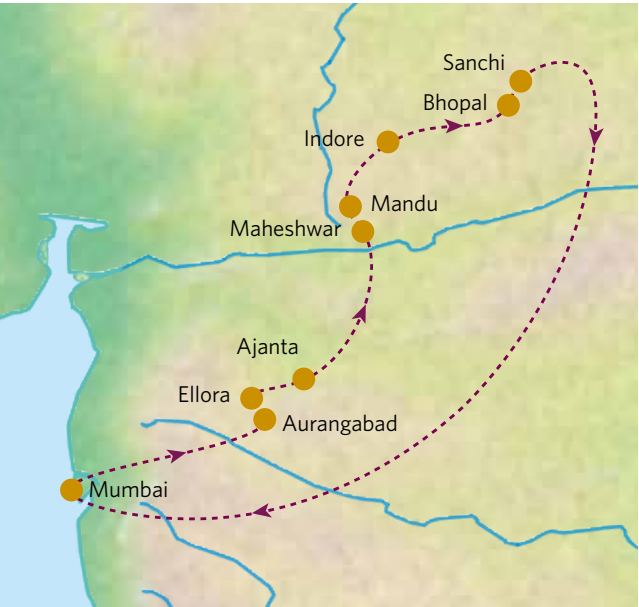 Sanchi
Bhopal
Indore
Mandu
Maheshwar
Ajanta
Ellora
Aurangabad
Mumbai